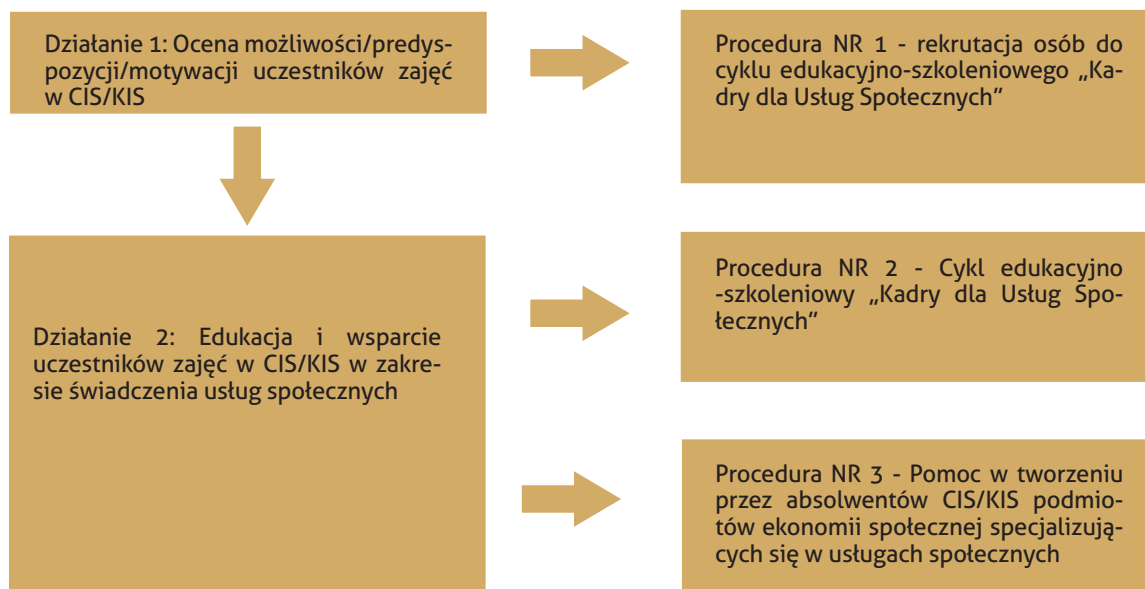 Działanie 1: Ocena możliwości/predys-
pozycji/motywacji uczestników zajęć
w CIS/KIS
Procedura NR 1 - rekrutacja osób do
cyklu edukacyjno-szkoleniowego „Ka-
dry dla Usług Społecznych“
Działanie 2: Edukacja i wsparcie
uczestników zajęć w CIS/KIS w zakre-
sie świadczenia usług społecznych
Procedura NR 2 - Cykl edukacyjno
-szkoleniowy „Kadry dla Usług Spo-
łecznych“
Procedura NR 3 - Pomoc w tworzeniu
przez absolwentów CIS/KIS podmio-
tów ekonomii społecznej specjalizują-
cych się w usługach społecznych